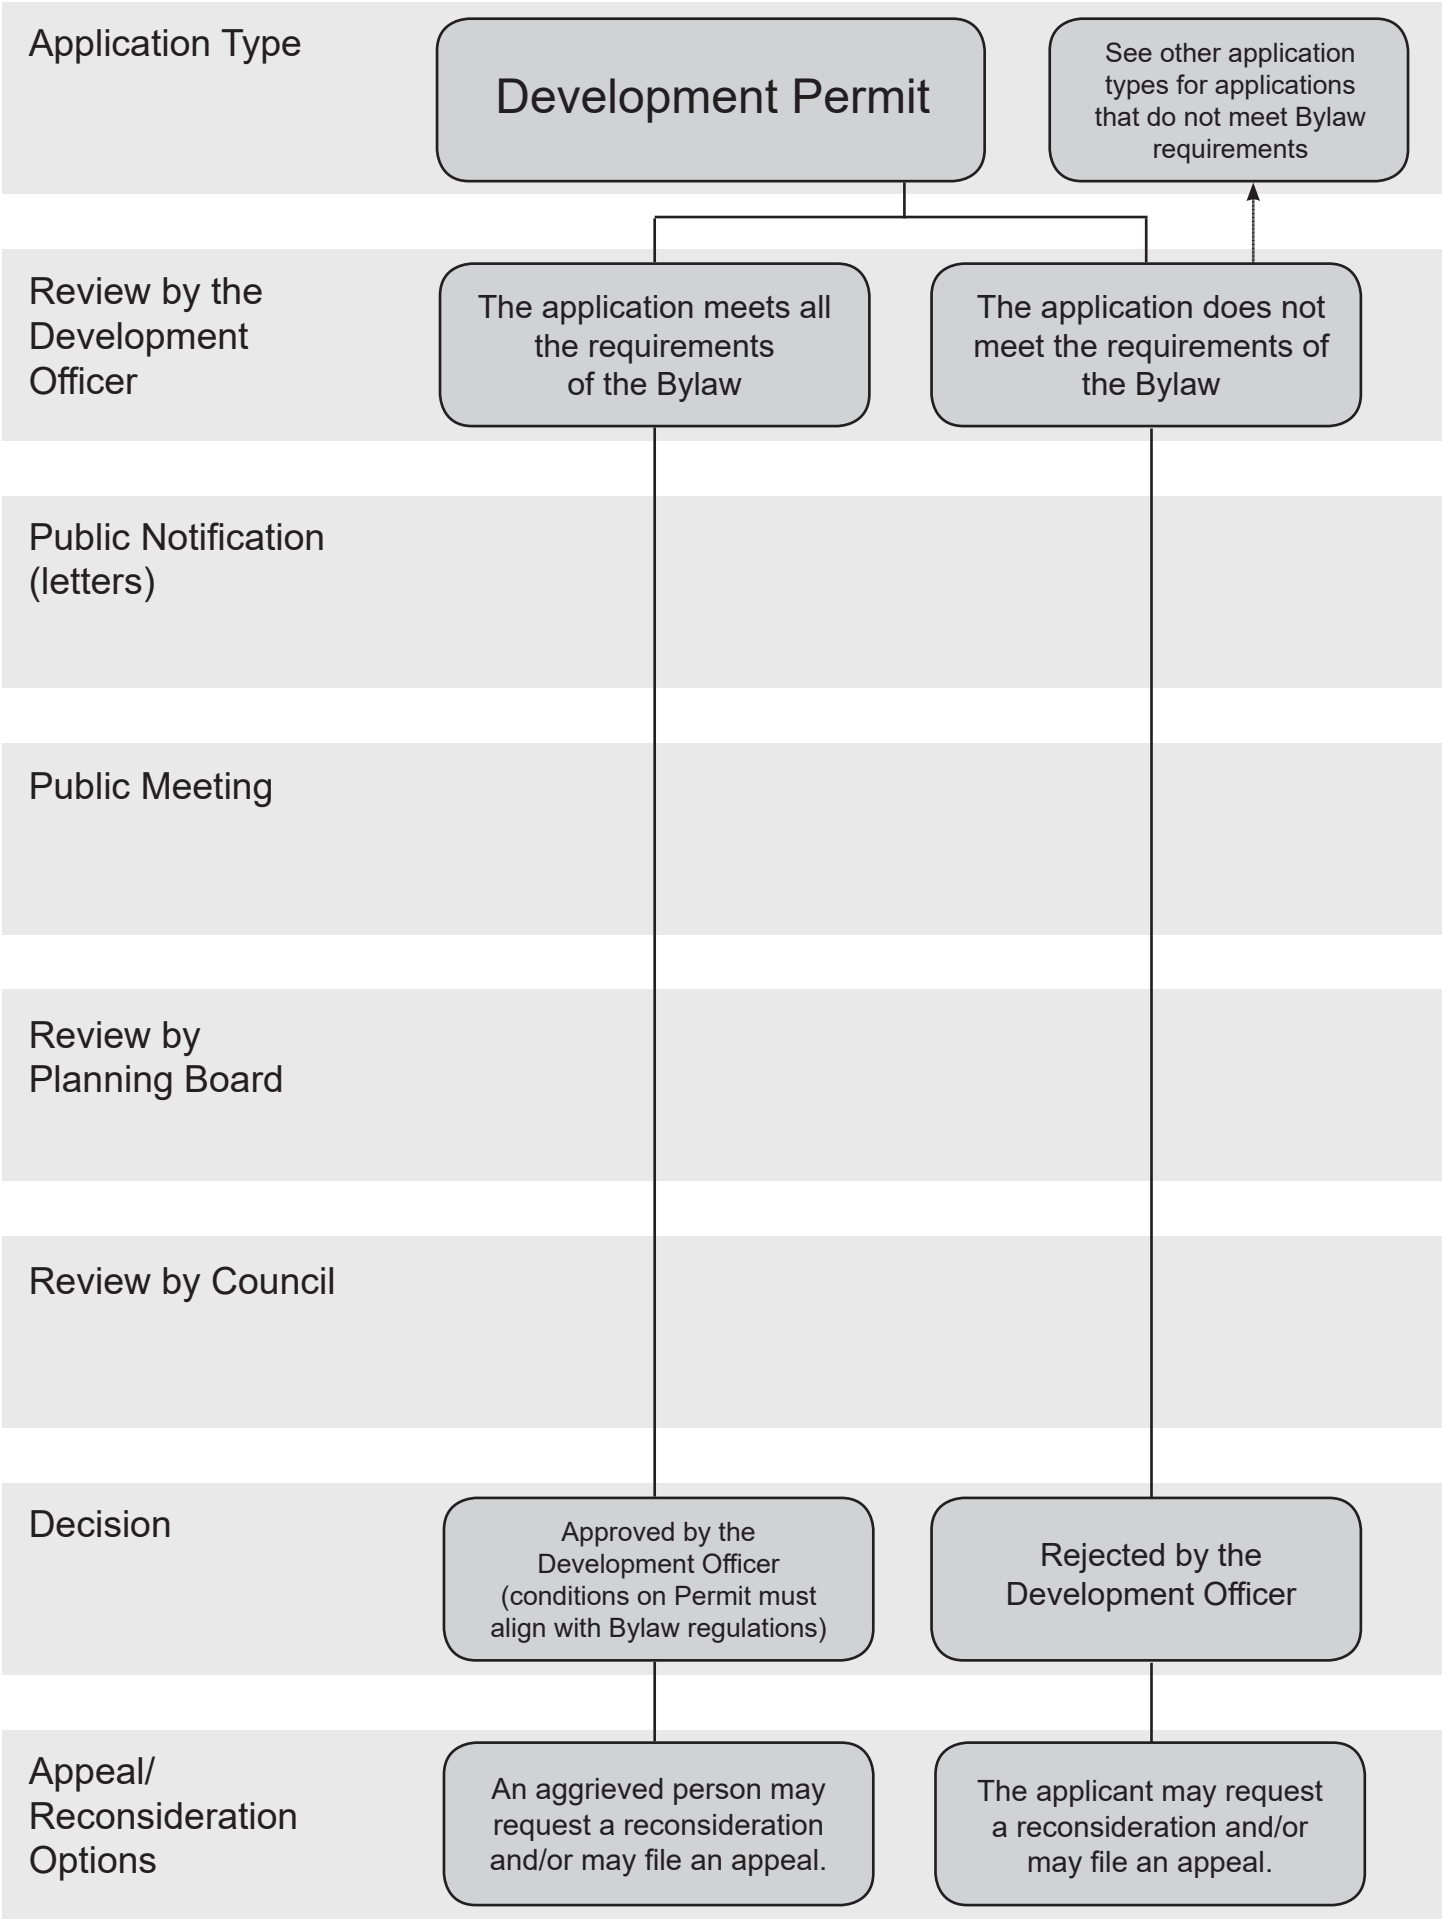 Application Type
Development Permit
See other application
types for applications
that do not meet Bylaw
requirements
Review by the
Development
Officer
The application meets all
the requirements
of the Bylaw
The application does not
meet the requirements of
the Bylaw
Public Notification
(letters)
Public Meeting
Review by
Planning Board
Review by Council
Decision
Approved by the
Development Officer
(conditions on Permit must
align with Bylaw regulations)
Rejected by the
Development Officer
Appeal/
Reconsideration
Options
An aggrieved person may
request a reconsideration
and/or may file an appeal.
The applicant may request
a reconsideration and/or
may file an appeal.